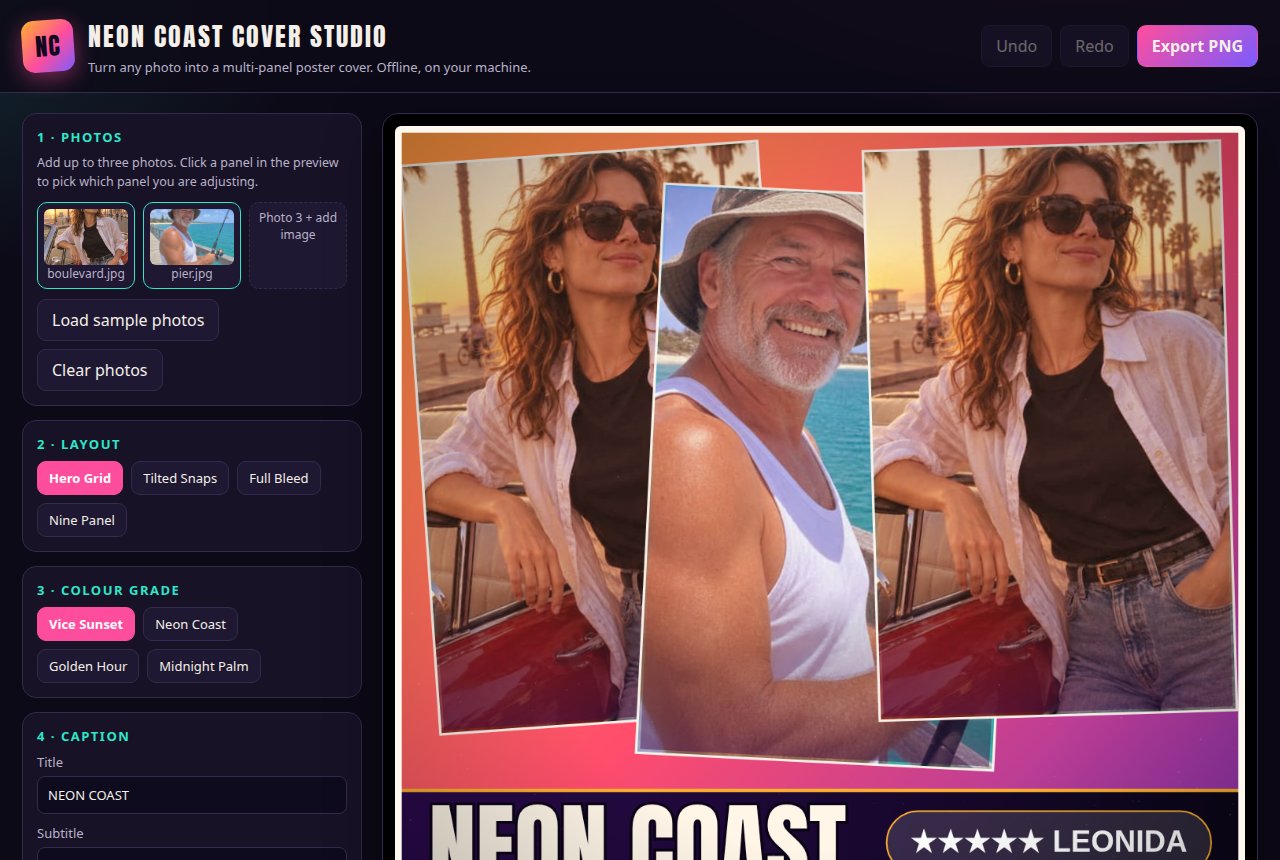 NC
NEON COAST COVER STUDIO
Turn any photo into a multi-panel poster cover. Offline, on your machine.
Undo
Redo
Export PNG
1 · PHOTOS
Add up to three photos. Click a panel in the preview
to pick which panel you are adjusting.
boulevard.jpg
pier.jpg
Photo 3 + add
image
Load sample photos
Clear photos
2 · LAYOUT
Hero Grid
Tilted Snaps
Full Bleed
Nine Panel
3 · COLOUR GRADE
Vice Sunset
Neon Coast
Golden Hour
Midnight Palm
4 · CAPTION
Title
NEON COAST
Subtitle
NEON COAST
★★★★★ LEONIDA